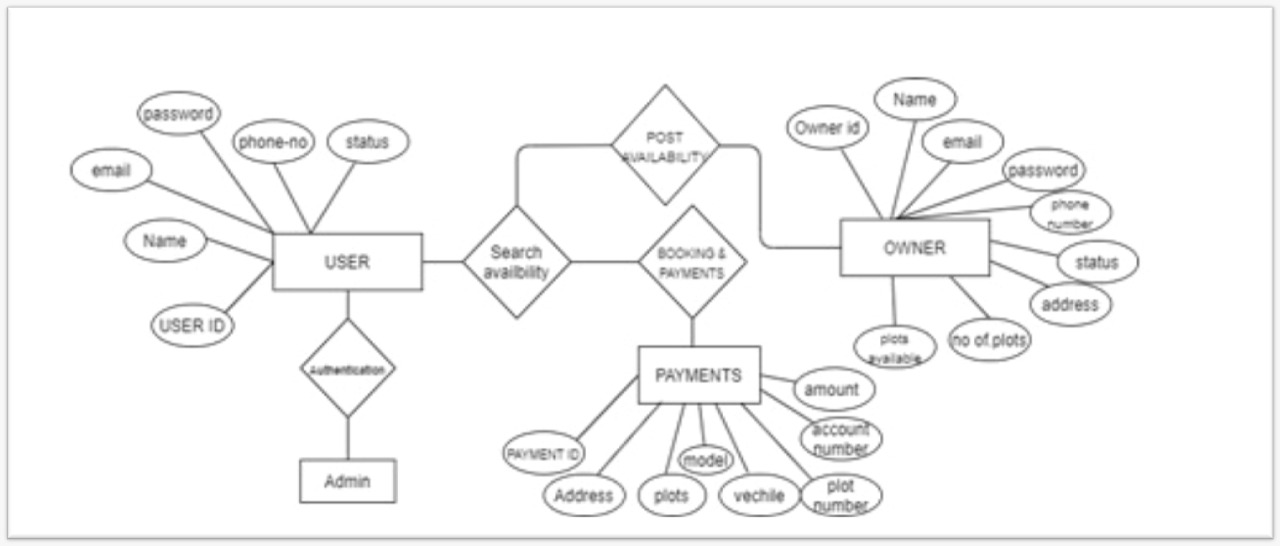 Name
password
Owner id
phone-no
status
email
POST
AVAILABILITY
email
password
phone
number
Name
USER
Search
availbility
BOOKING &
PAYMENTS
OWNER
status
address
USER ID
plots
available
no of.plots
Authentication
PAYMENTS
amount
account
number
PAYMENT ID
model
Admin
Address
plots
vechile
plot
number